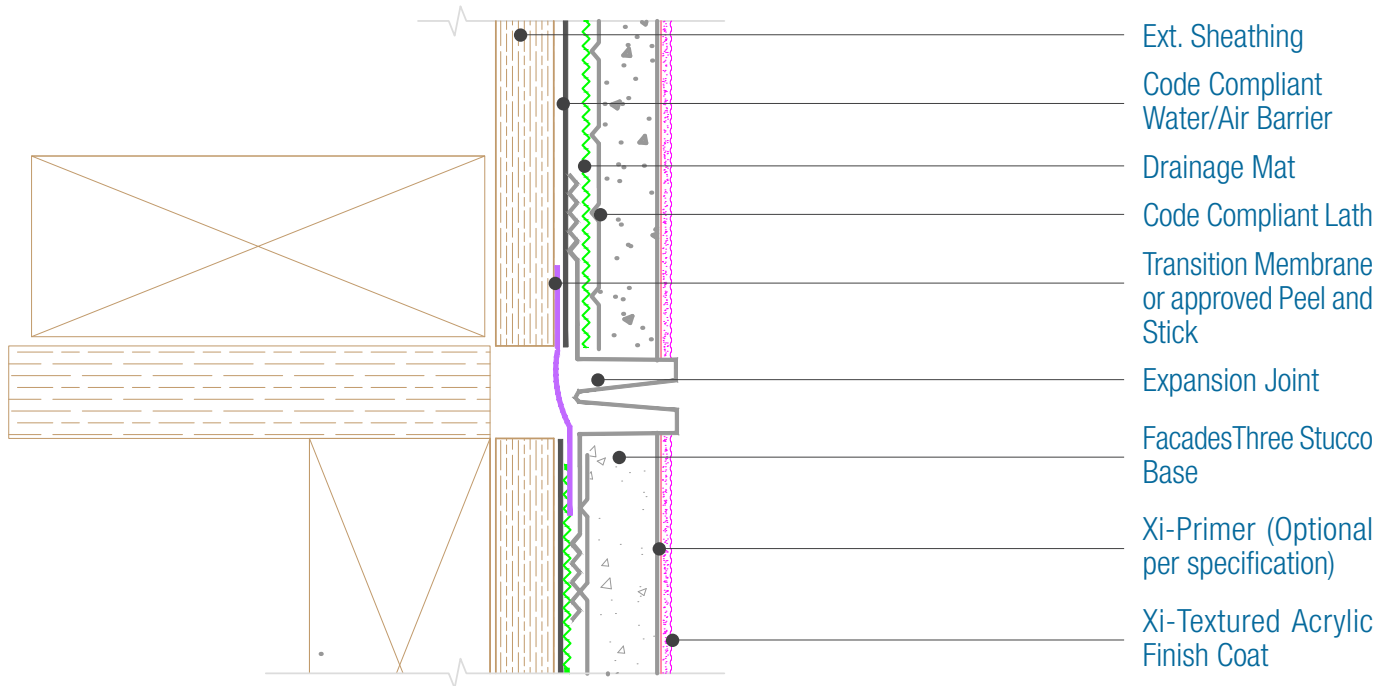 Ext. Sheathing
Code Compliant
Water/Air Barrier
Drainage Mat
Code Compliant Lath
Transition Membrane
or approved Peel and
Stick
Expansion Joint
FacadesThree Stucco
Base
Xi-Primer (Optional
per specification)
Xi-Textured Acrylic
Finish Coat